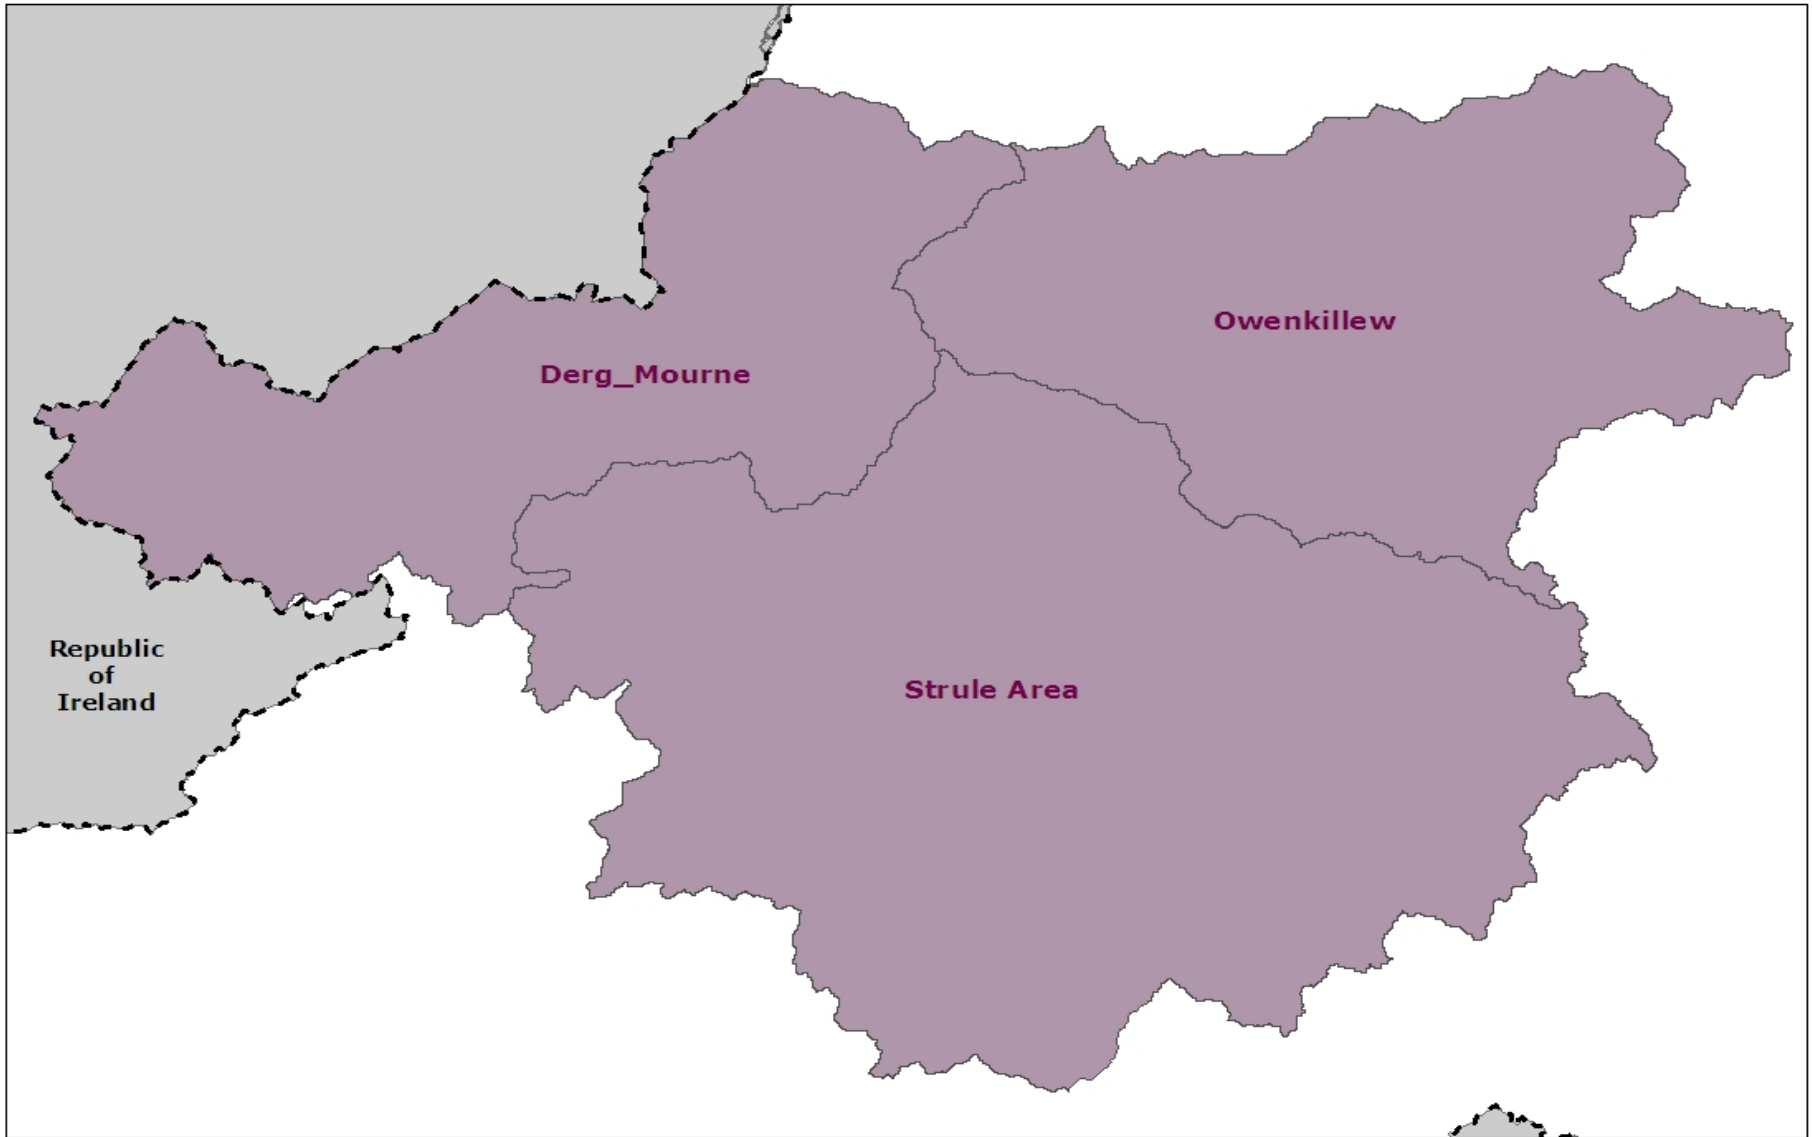 Owenkillew
Derg_Mourne
Republic
of
Ireland
Strule Area